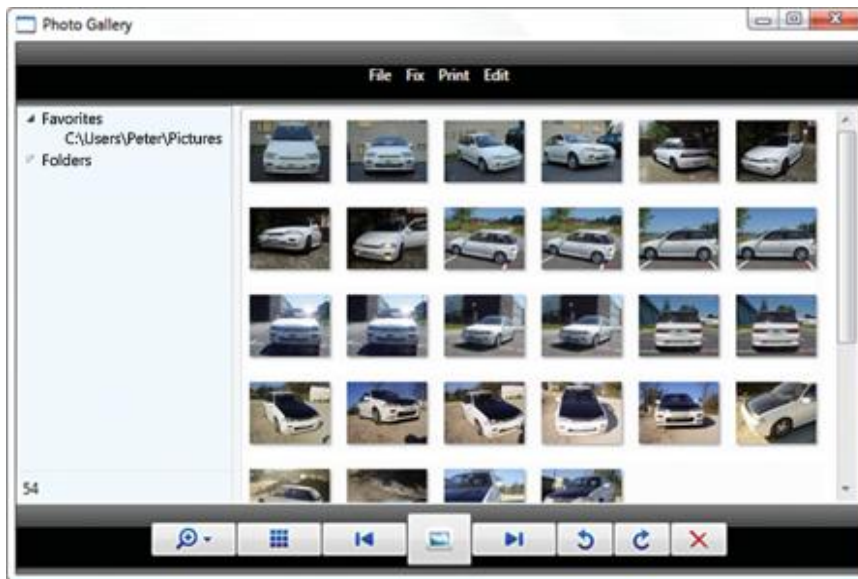 Photo Gallery
File Fix Print Edit
Favorites
C:\Users\Peter\Pictures
Folders
54